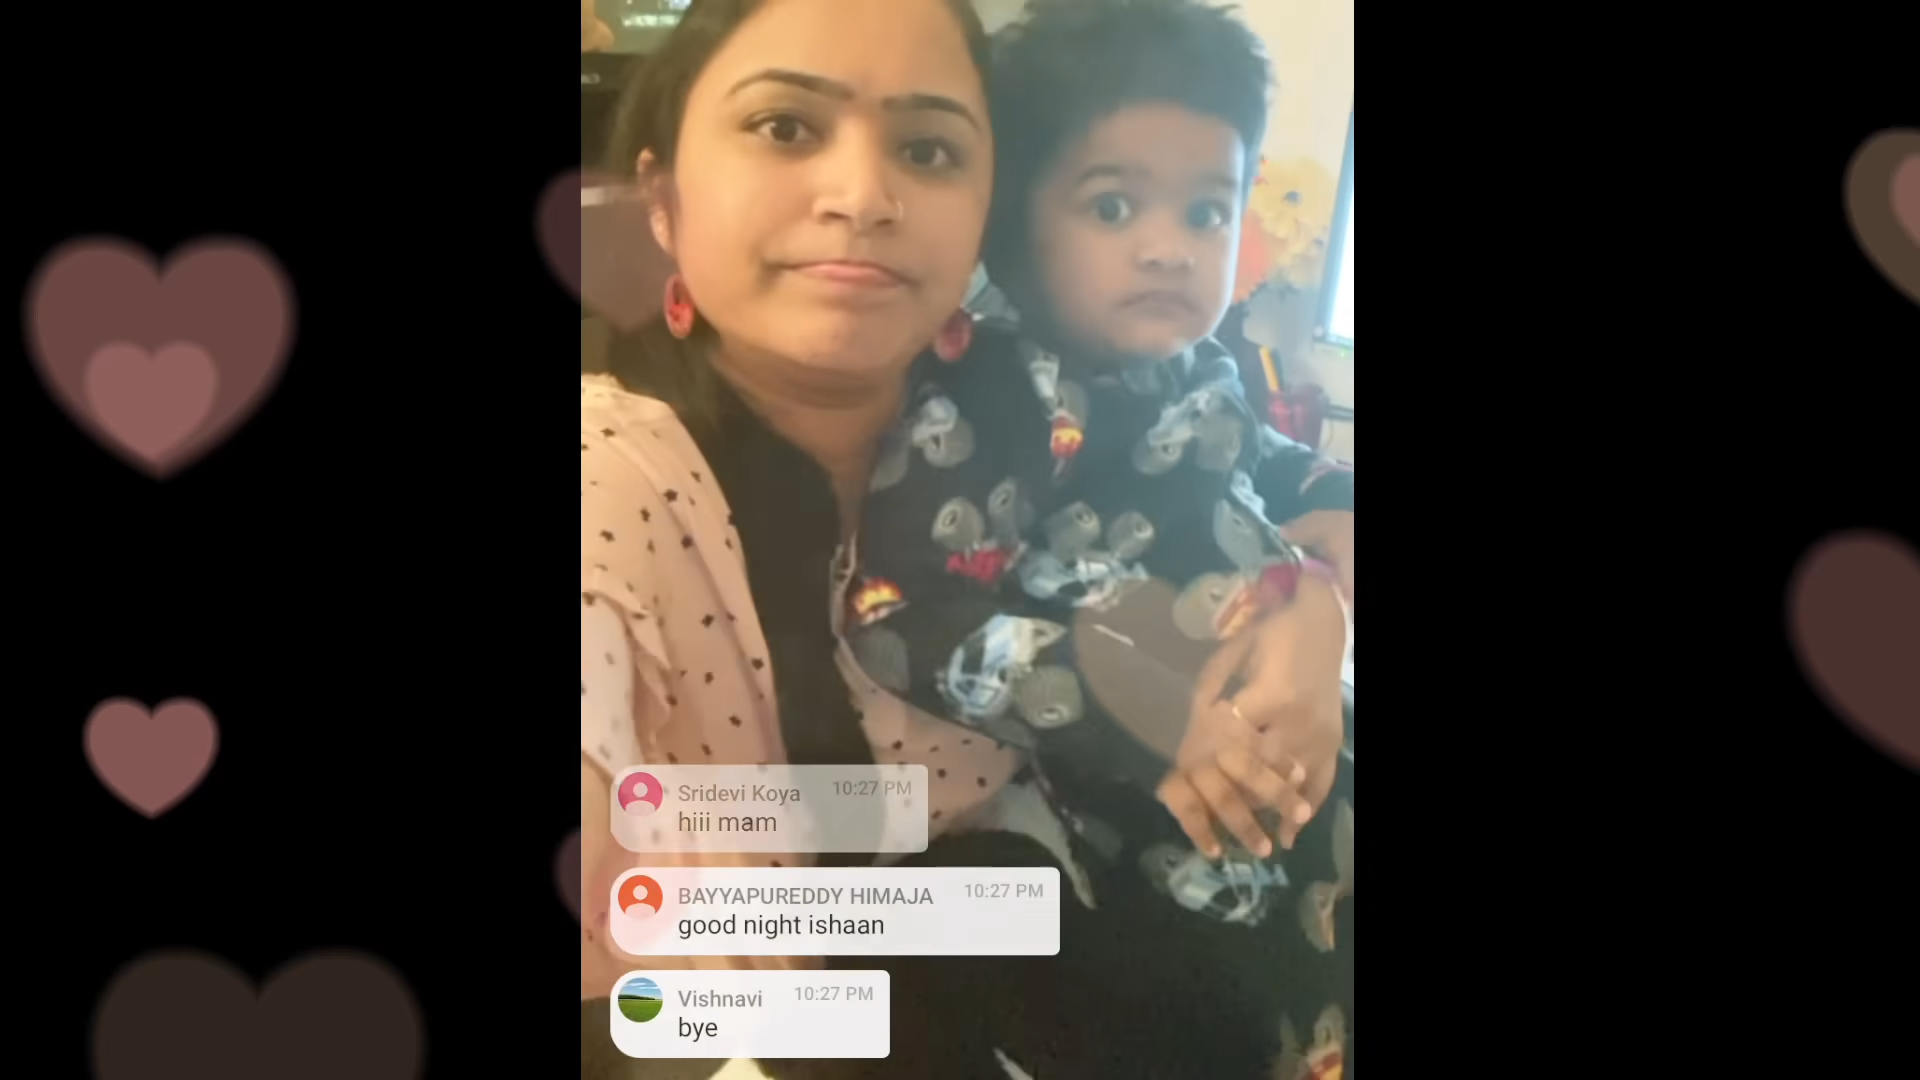 Sridevi Koya 10:27 PM
hiii mam
BAYYAPUREDDY HIMAJA 10:27 PM
good night ishaan
Vishnavi 10:27 PM
bye